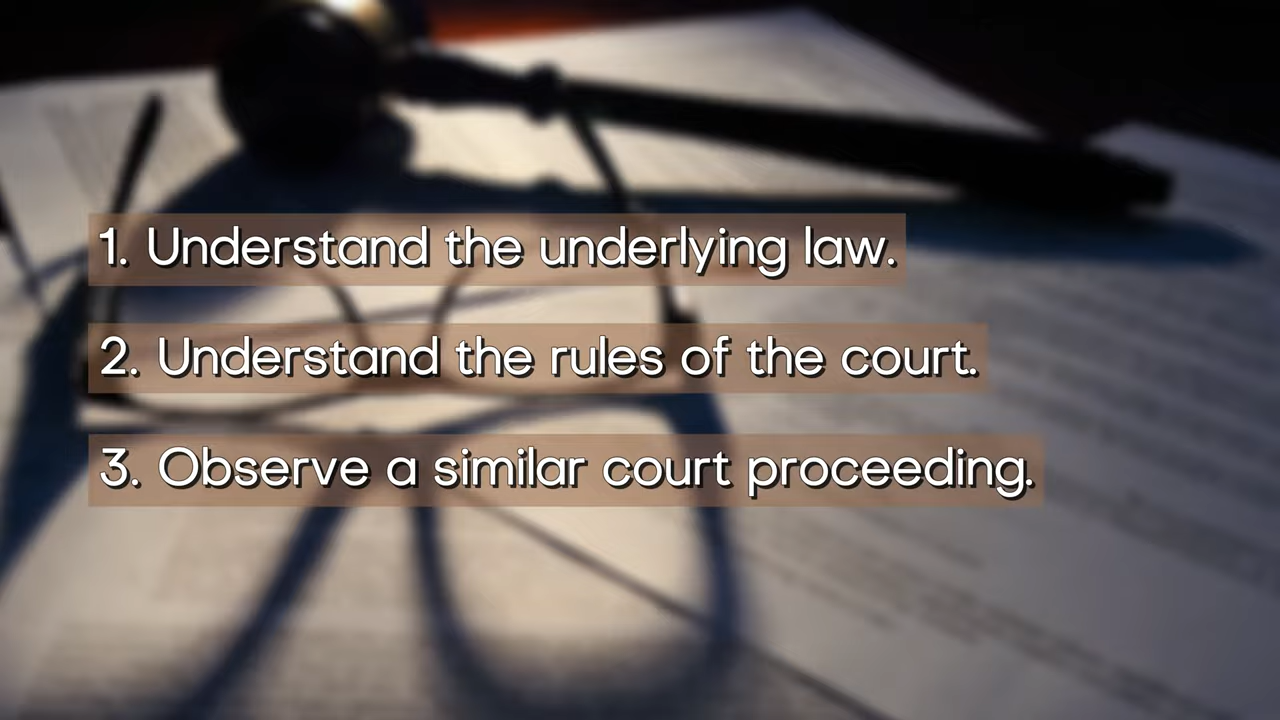 1. Understand the underlying law.
2. Understand the rules of the court.
3. Observe a similar court proceeding.